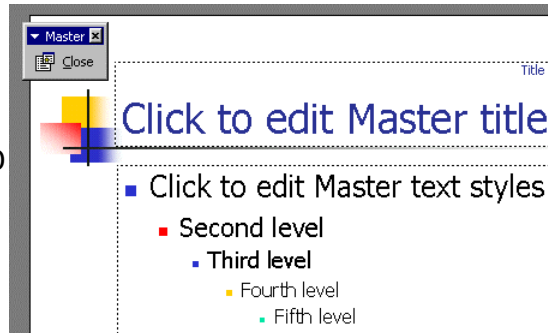 Master
Close
Title
Click to edit Master title
Click to edit Master text styles
Second level
Third level
Fourth level
Fifth level